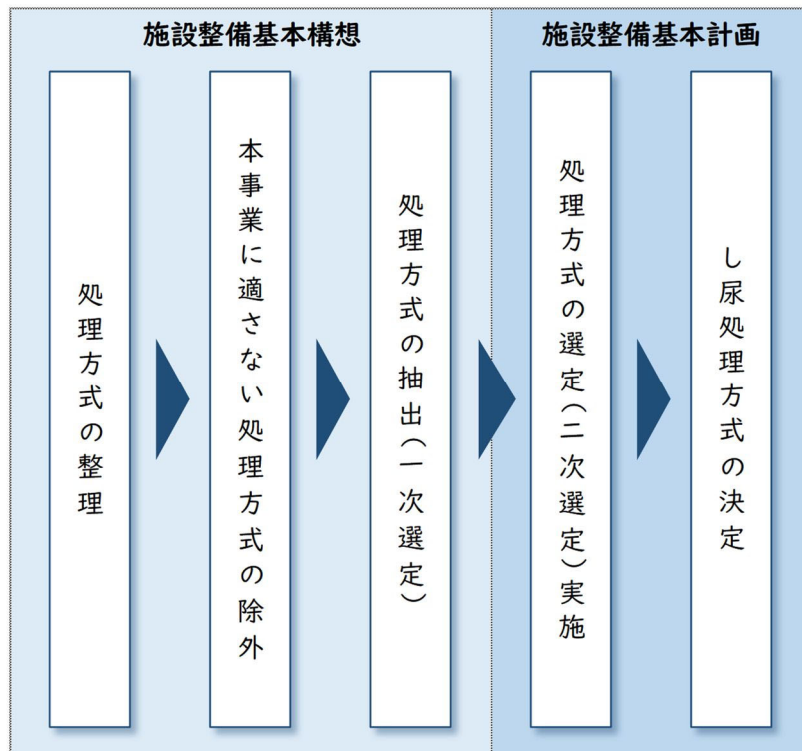 施設整備基本構想
施設整備基本計画
処理方式の整理
本事業に適さない処理方式の除外
処理方式の抽出(一次選定)
処理方式の選定(二次選定)実施
し尿処理方式の決定